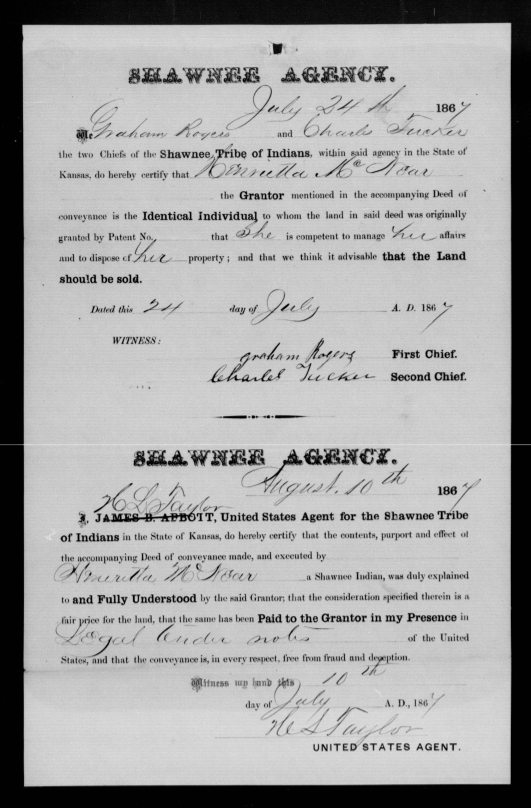 SHAWNEE AGENCY.
July 24th 1867
We Graham Rogers and Charles Tucker
the two Chiefs of the Shawnee Tribe of Indians, within said agency in the State of
Kansas, do hereby certify that Henrietta Mc Noar
the Grantor mentioned in the accompanying Deed of
conveyance is the Identical Individual to whom the land in said deed was originally
granted by Patent No. that She is competent to manage her affairs
and to dispose of her property; and that we think it advisable that the Land
should be sold.
Dated this 24 day of July A. D. 1867
WITNESS:
Graham Rogers First Chief.
Charles Tucker Second Chief.
SHAWNEE AGENCY.
August. 10th 1867
H L Taylor
I, JAMES B. ABBOTT, United States Agent for the Shawnee Tribe
of Indians in the State of Kansas, do hereby certify that the contents, purport and effect of
the accompanying Deed of conveyance made, and executed by
Henrietta Mc Noar a Shawnee Indian, was duly explained
to and Fully Understood by the said Grantor; that the consideration specified therein is a
fair price for the land, that the same has been Paid to the Grantor in my Presence in
Legal tender notes of the United
States, and that the conveyance is, in every respect, free from fraud and deception.
Witness my hand this 10th
day of July A. D., 1867
H L Taylor
UNITED STATES AGENT.